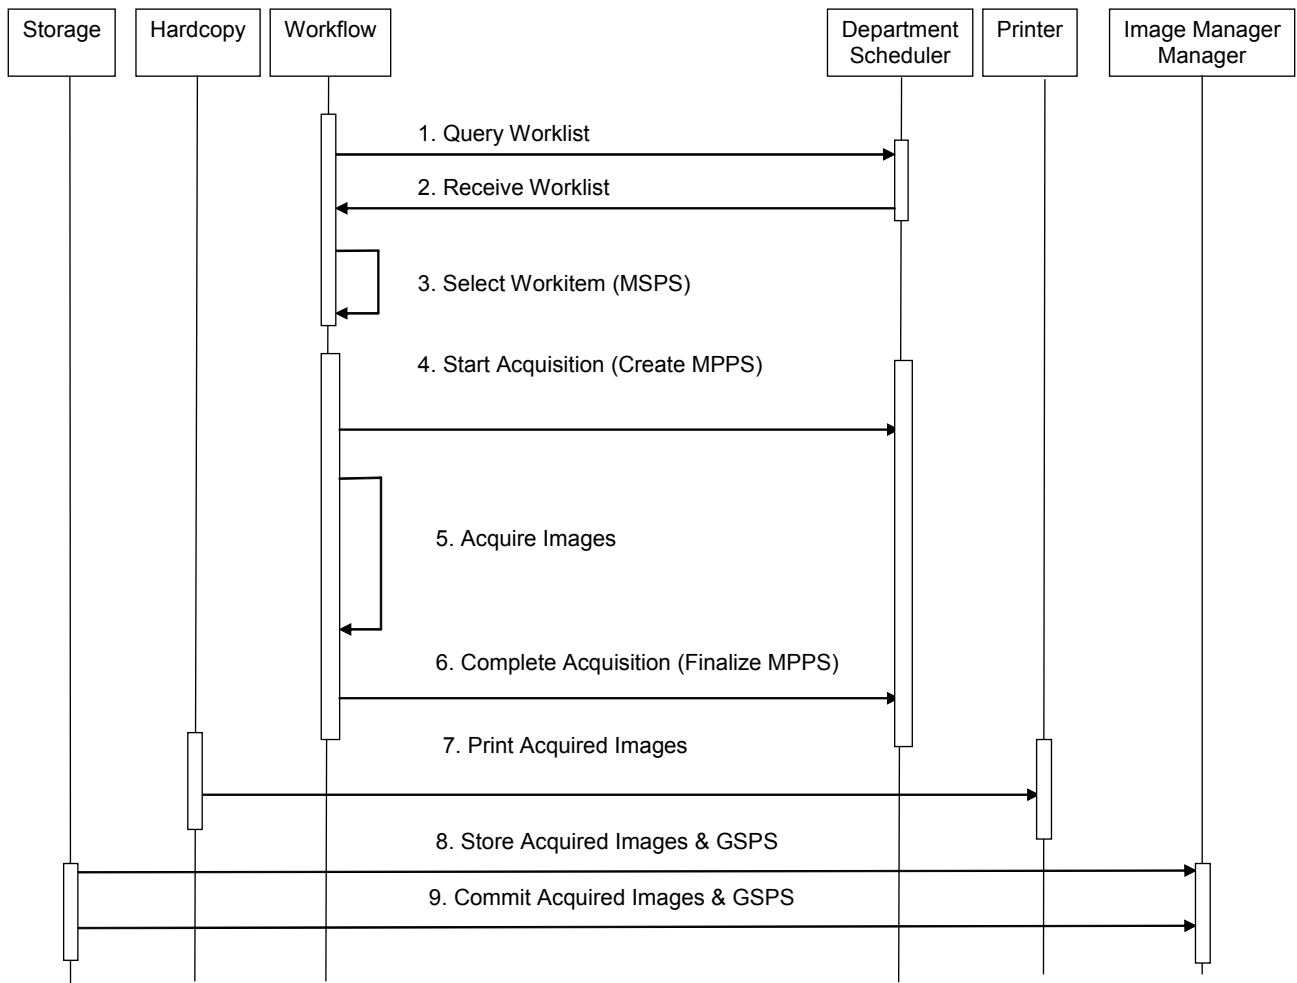 Storage
Hardcopy
Workflow
Department
Scheduler
Printer
Image Manager
Manager
1. Query Worklist
2. Receive Worklist
3. Select Workitem (MSPS)
4. Start Acquisition (Create MPPS)
5. Acquire Images
6. Complete Acquisition (Finalize MPPS)
7. Print Acquired Images
8. Store Acquired Images & GSPS
9. Commit Acquired Images & GSPS